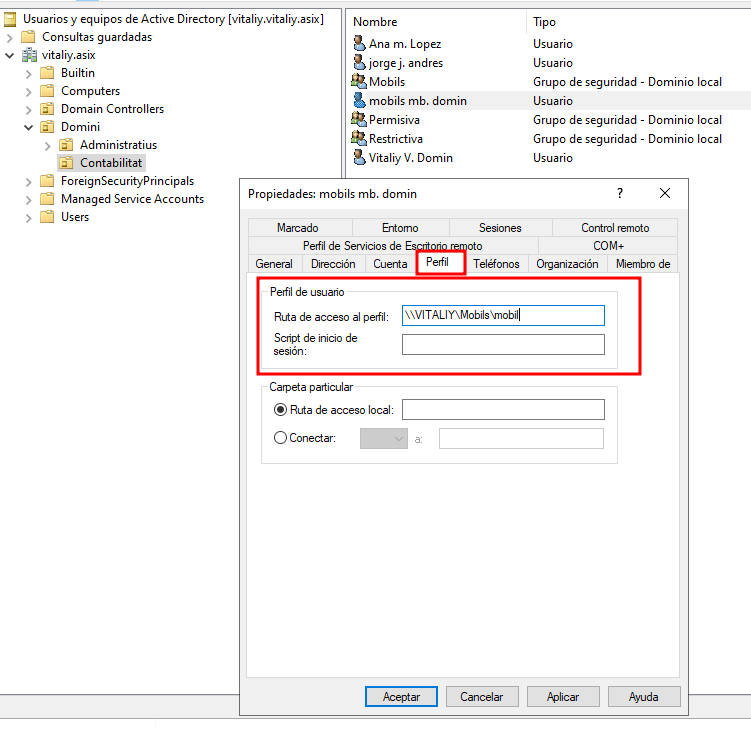 Usuarios y equipos de Active Directory [vitaliy.vitaliy.asix]
Consultas guardadas
vitaliy.asix
Builtin
Computers
Domain Controllers
Domini
Administratius
Contabilitat
ForeignSecurityPrincipals
Managed Service Accounts
Users
Nombre Tipo
Ana m. Lopez Usuario
jorge j. andres Usuario
Mobils Grupo de seguridad - Dominio local
mobils mb. domin Usuario
Permisiva Grupo de seguridad - Dominio local
Restrictiva Grupo de seguridad - Dominio local
Vitaliy V. Domin Usuario
Propiedades: mobils mb. domin ?
Marcado Entorno Sesiones Control remoto
Perfil de Servicios de Escritorio remoto COM+
General Dirección Cuenta Perfil Teléfonos Organización Miembro de
Perfil de usuario
Ruta de acceso al perfil: \\VITALIY\Mobils\mobil
Script de inicio de
sesión:
Carpeta particular
Ruta de acceso local:
Conectar: a:
Aceptar Cancelar Aplicar Ayuda